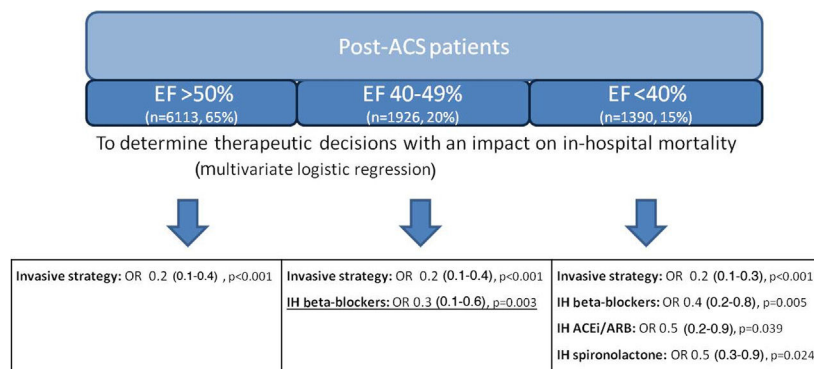 Post-ACS patients
EF >50%
(n=6113, 65%)
EF 40-49%
(n=1926, 20%)
EF <40%
(n=1390, 15%)
To determine therapeutic decisions with an impact on in-hospital mortality
(multivariate logistic regression)
Invasive strategy: OR 0.2 (0.1-0.4) , p<0.001
Invasive strategy: OR 0.2 (0.1-0.4), p<0.001
IH beta-blockers: OR 0.3 (0.1-0.6), p=0.003
Invasive strategy: OR 0.2 (0.1-0.3), p<0.001
IH beta-blockers: OR 0.4 (0.2-0.8), p=0.005
IH ACEi/ARB: OR 0.5 (0.2-0.9), p=0.039
IH spironolactone: OR 0.5 (0.3-0.9), p=0.024